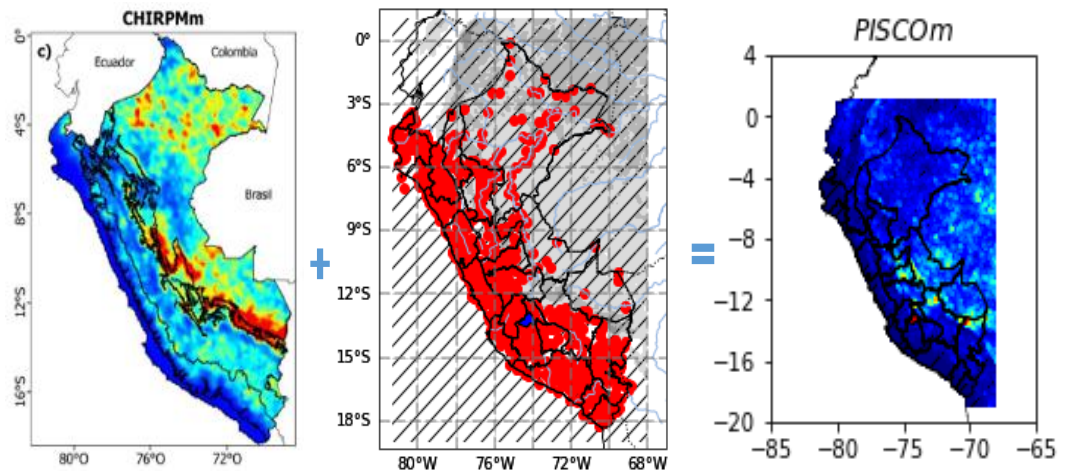 CHIRPMm
c)
Ecuador
Colombia
Brasil
0°
4°S
8°S
12°S
16°S
80°O
76°O
72°O
+
0°
3°S
6°S
9°S
12°S
15°S
18°S
80°W
76°W
72°W
68°W
=
PISCOm
4
0
−4
−8
−12
−16
−20
−85
−80
−75
−70
−65